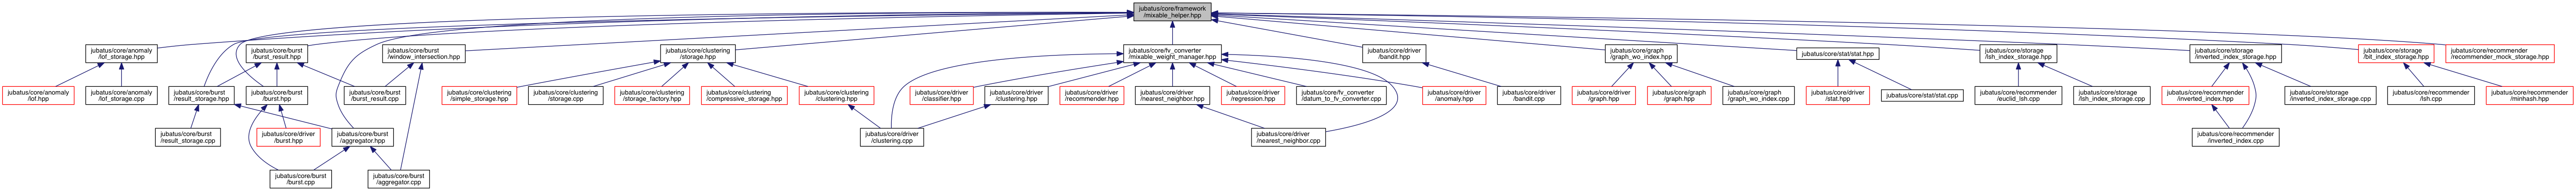 jubatus/core/framework
/mixable_helper.hpp
jubatus/core/anomaly
/lof_storage.hpp
jubatus/core/burst
/burst_result.hpp
jubatus/core/burst
/window_intersection.hpp
jubatus/core/clustering
/storage.hpp
jubatus/core/fv_converter
/mixable_weight_manager.hpp
jubatus/core/driver
/bandit.hpp
jubatus/core/graph
/graph_wo_index.hpp
jubatus/core/stat/stat.hpp
jubatus/core/storage
/lsh_index_storage.hpp
jubatus/core/storage
/inverted_index_storage.hpp
jubatus/core/storage
/bit_index_storage.hpp
jubatus/core/recommender
/recommender_mock_storage.hpp
jubatus/core/anomaly
/lof.hpp
jubatus/core/anomaly
/lof_storage.cpp
jubatus/core/burst
/result_storage.hpp
jubatus/core/burst
/burst.hpp
jubatus/core/burst
/burst_result.cpp
jubatus/core/clustering
/simple_storage.hpp
jubatus/core/clustering
/storage.cpp
jubatus/core/clustering
/storage_factory.hpp
jubatus/core/clustering
/compressive_storage.hpp
jubatus/core/clustering
/clustering.hpp
jubatus/core/driver
/classifier.hpp
jubatus/core/driver
/clustering.hpp
jubatus/core/driver
/recommender.hpp
jubatus/core/driver
/nearest_neighbor.hpp
jubatus/core/driver
/regression.hpp
jubatus/core/fv_converter
/datum_to_fv_converter.cpp
jubatus/core/driver
/anomaly.hpp
jubatus/core/driver
/bandit.cpp
jubatus/core/driver
/graph.hpp
jubatus/core/graph
/graph.hpp
jubatus/core/graph
/graph_wo_index.cpp
jubatus/core/driver
/stat.hpp
jubatus/core/stat/stat.cpp
jubatus/core/recommender
/euclid_lsh.cpp
jubatus/core/storage
/lsh_index_storage.cpp
jubatus/core/recommender
/inverted_index.hpp
jubatus/core/storage
/inverted_index_storage.cpp
jubatus/core/recommender
/lsh.cpp
jubatus/core/recommender
/minhash.hpp
jubatus/core/burst
/result_storage.cpp
jubatus/core/driver
/burst.hpp
jubatus/core/burst
/aggregator.hpp
jubatus/core/driver
/clustering.cpp
jubatus/core/driver
/nearest_neighbor.cpp
jubatus/core/recommender
/inverted_index.cpp
jubatus/core/burst
/burst.cpp
jubatus/core/burst
/aggregator.cpp